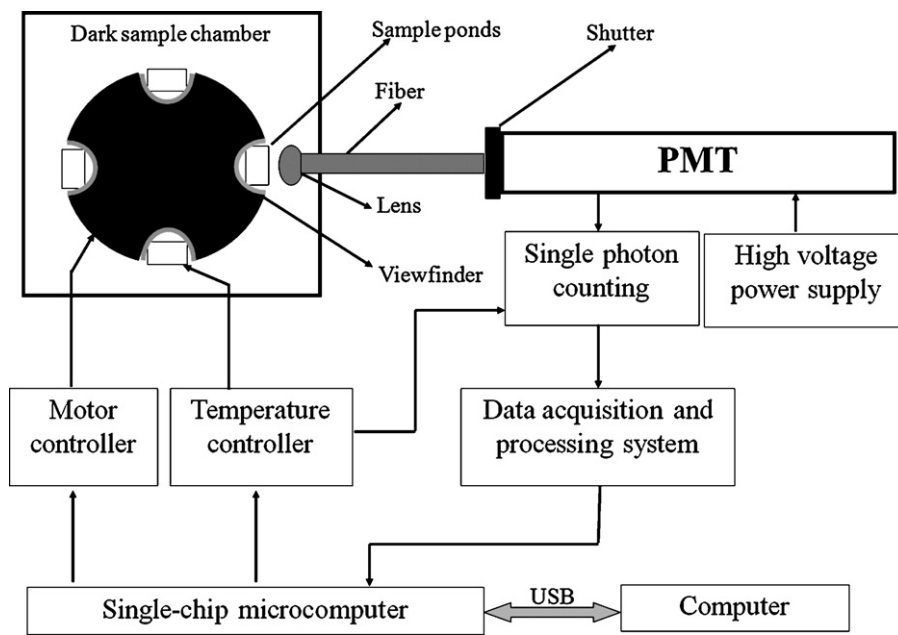 Dark sample chamber
Sample ponds
Shutter
Fiber
PMT
Lens
Viewfinder
Single photon
counting
High voltage
power supply
Motor
controller
Temperature
controller
Data acquisition and
processing system
Single-chip microcomputer
USB
Computer